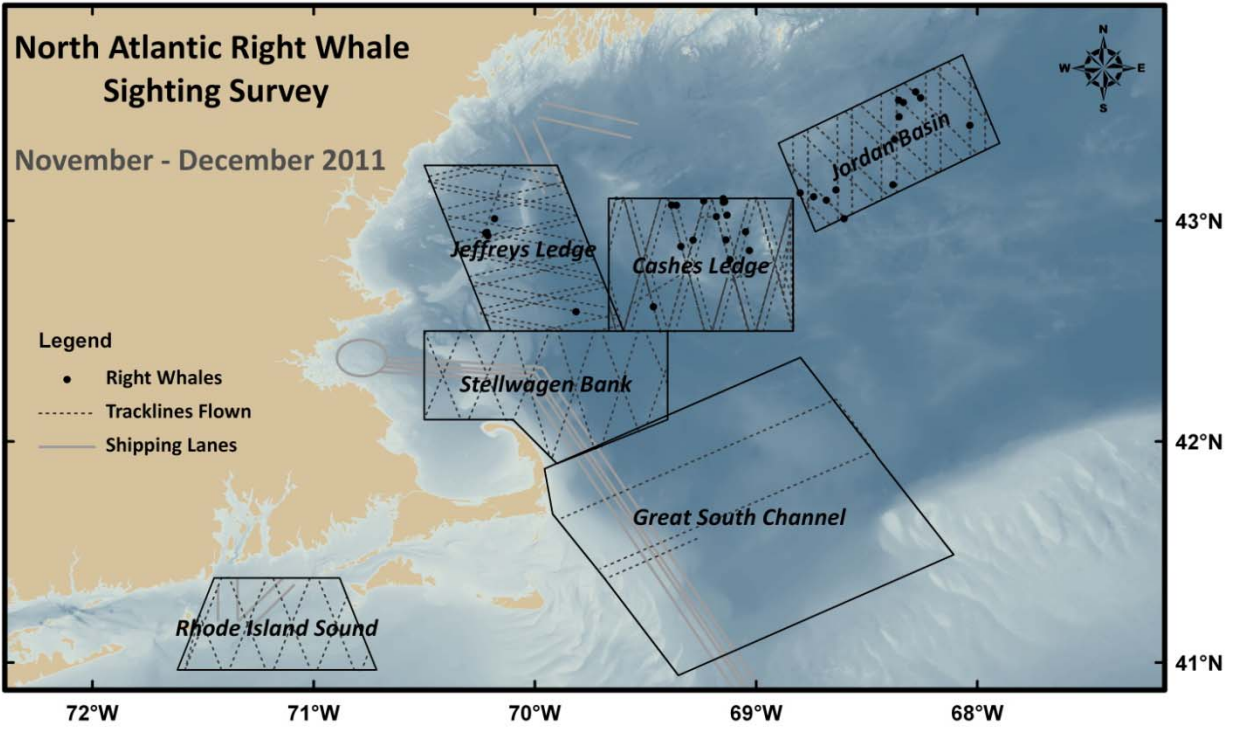 North Atlantic Right Whale
Sighting Survey
November - December 2011
N
W
E
S
Jordan Basin
Jeffreys Ledge
Cashes Ledge
Stellwagen Bank
Great South Channel
Rhode Island Sound
Legend
Right Whales
Tracklines Flown
Shipping Lanes
43°N
42°N
41°N
72°W
71°W
70°W
69°W
68°W